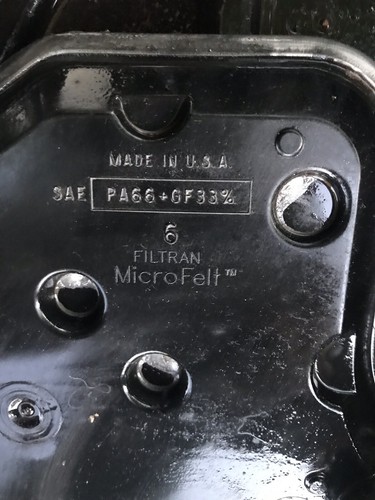 MADE IN U.S.A.
SAE PA66+GF33%
6
FILTRAN
MicroFelt™